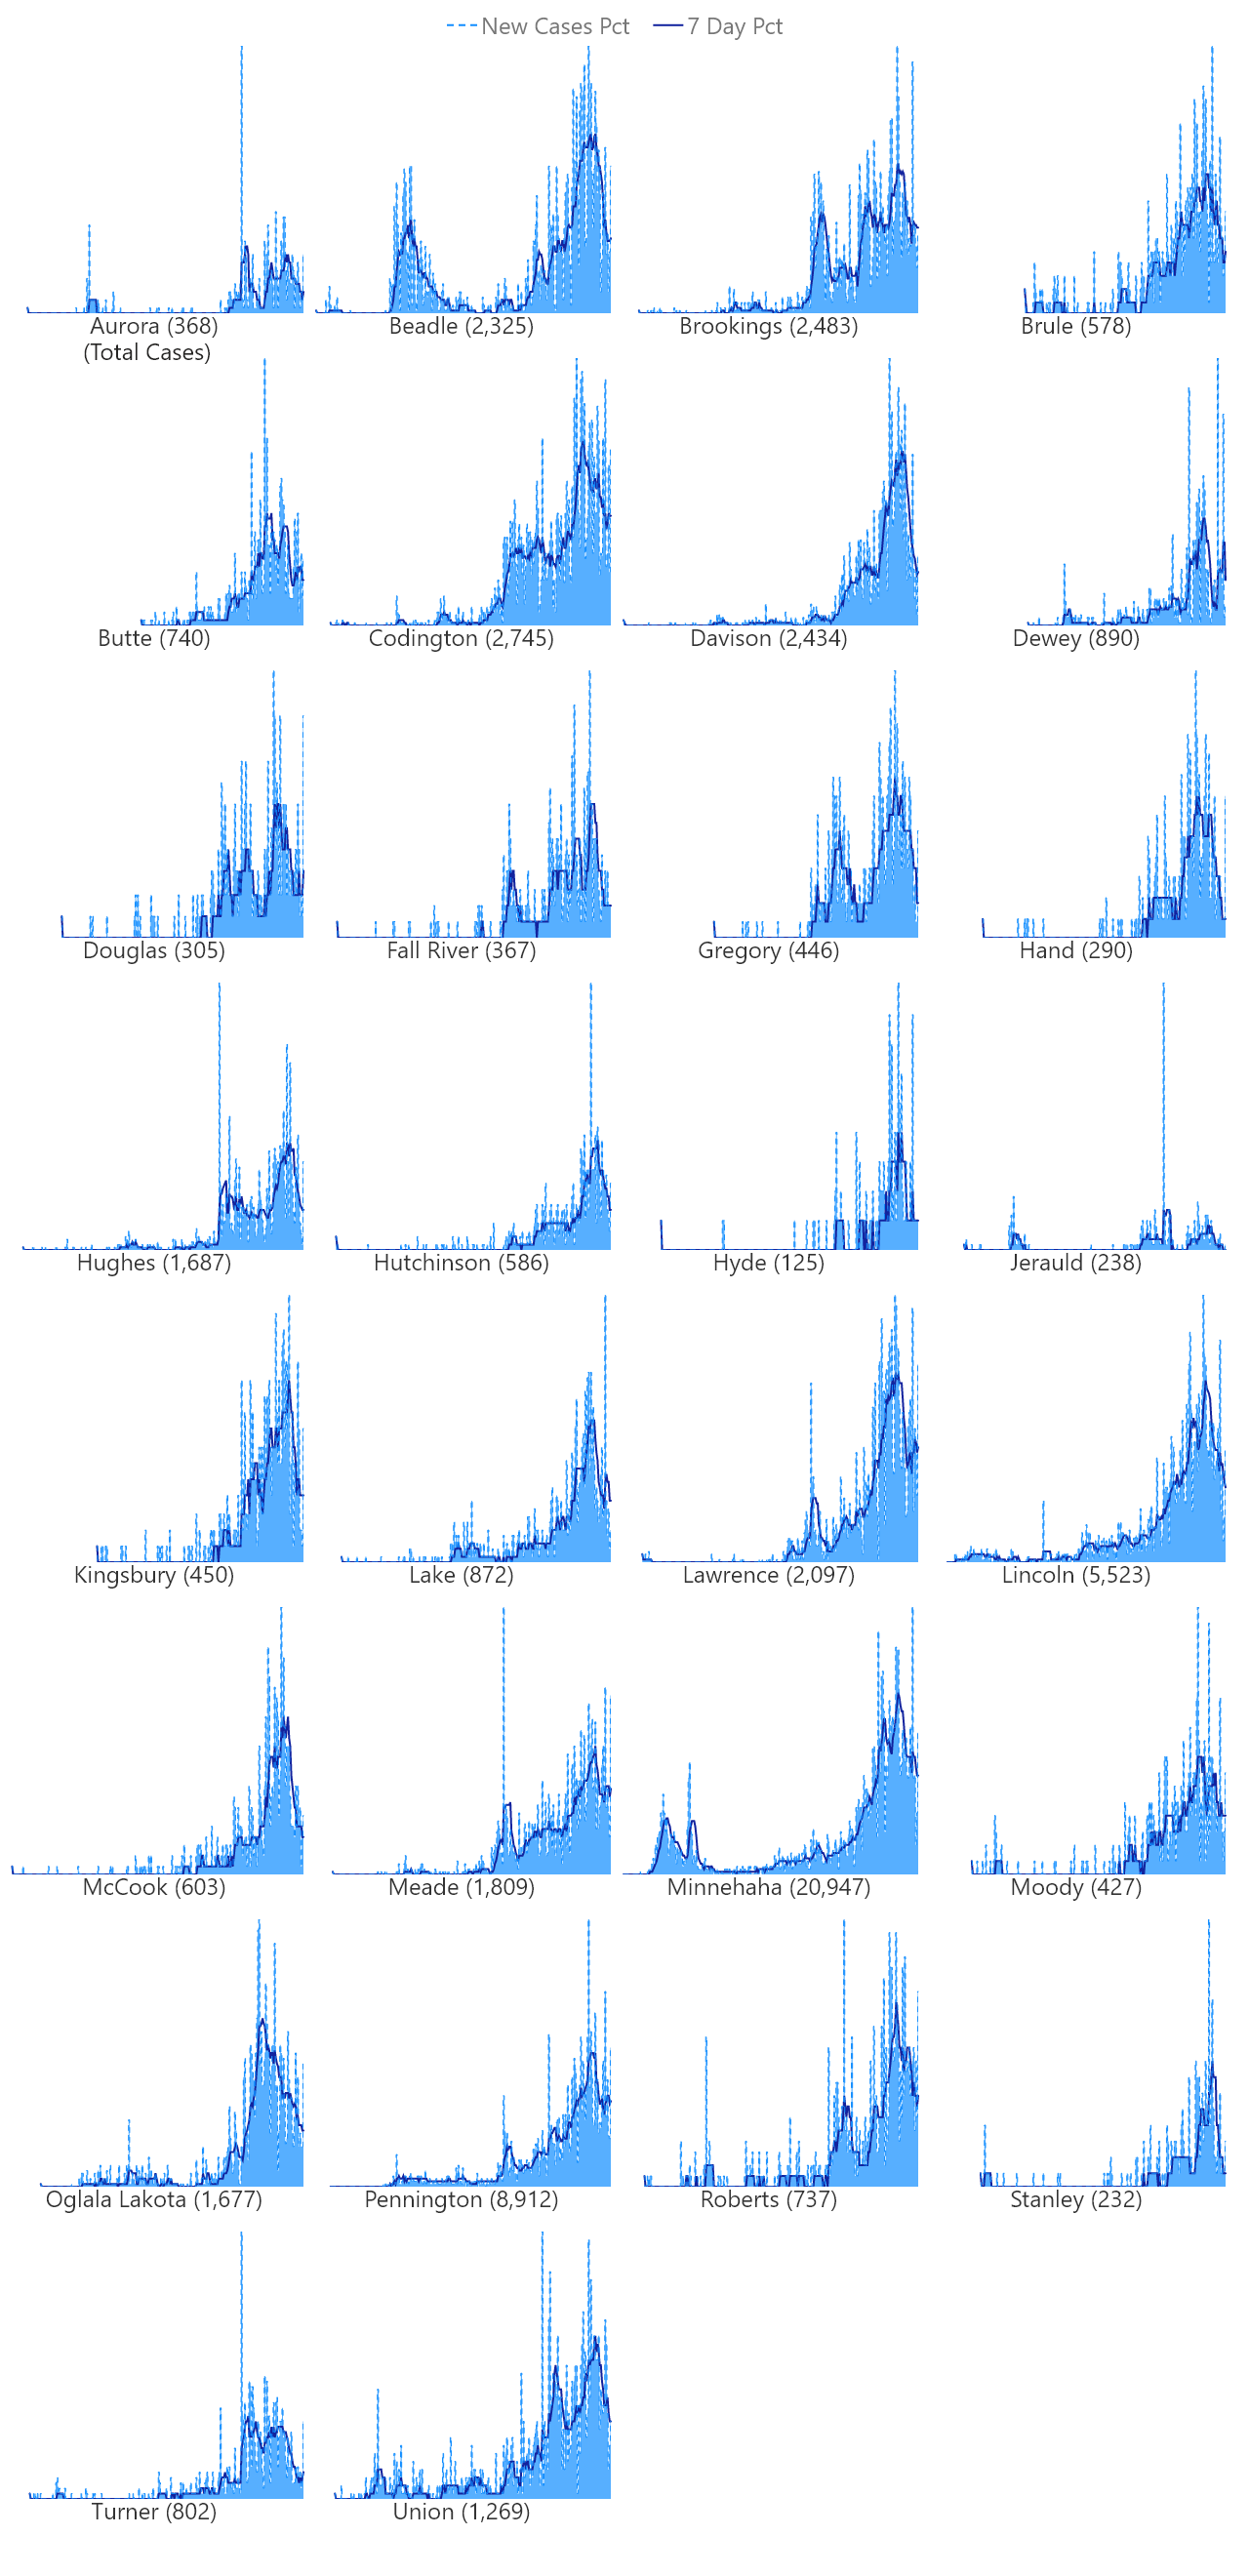 New Cases Pct 7 Day Pct
Aurora (368) Beadle (2,325) Brookings (2,483) Brule (578)
(Total Cases)
Butte (740) Codington (2,745) Davison (2,434) Dewey (890)
Douglas (305) Fall River (367) Gregory (446) Hand (290)
Hughes (1,687) Hutchinson (586) Hyde (125) Jerauld (238)
Kingsbury (450) Lake (872) Lawrence (2,097) Lincoln (5,523)
McCook (603) Meade (1,809) Minnehaha (20,947) Moody (427)
Oglala Lakota (1,677) Pennington (8,912) Roberts (737) Stanley (232)
Turner (802) Union (1,269)